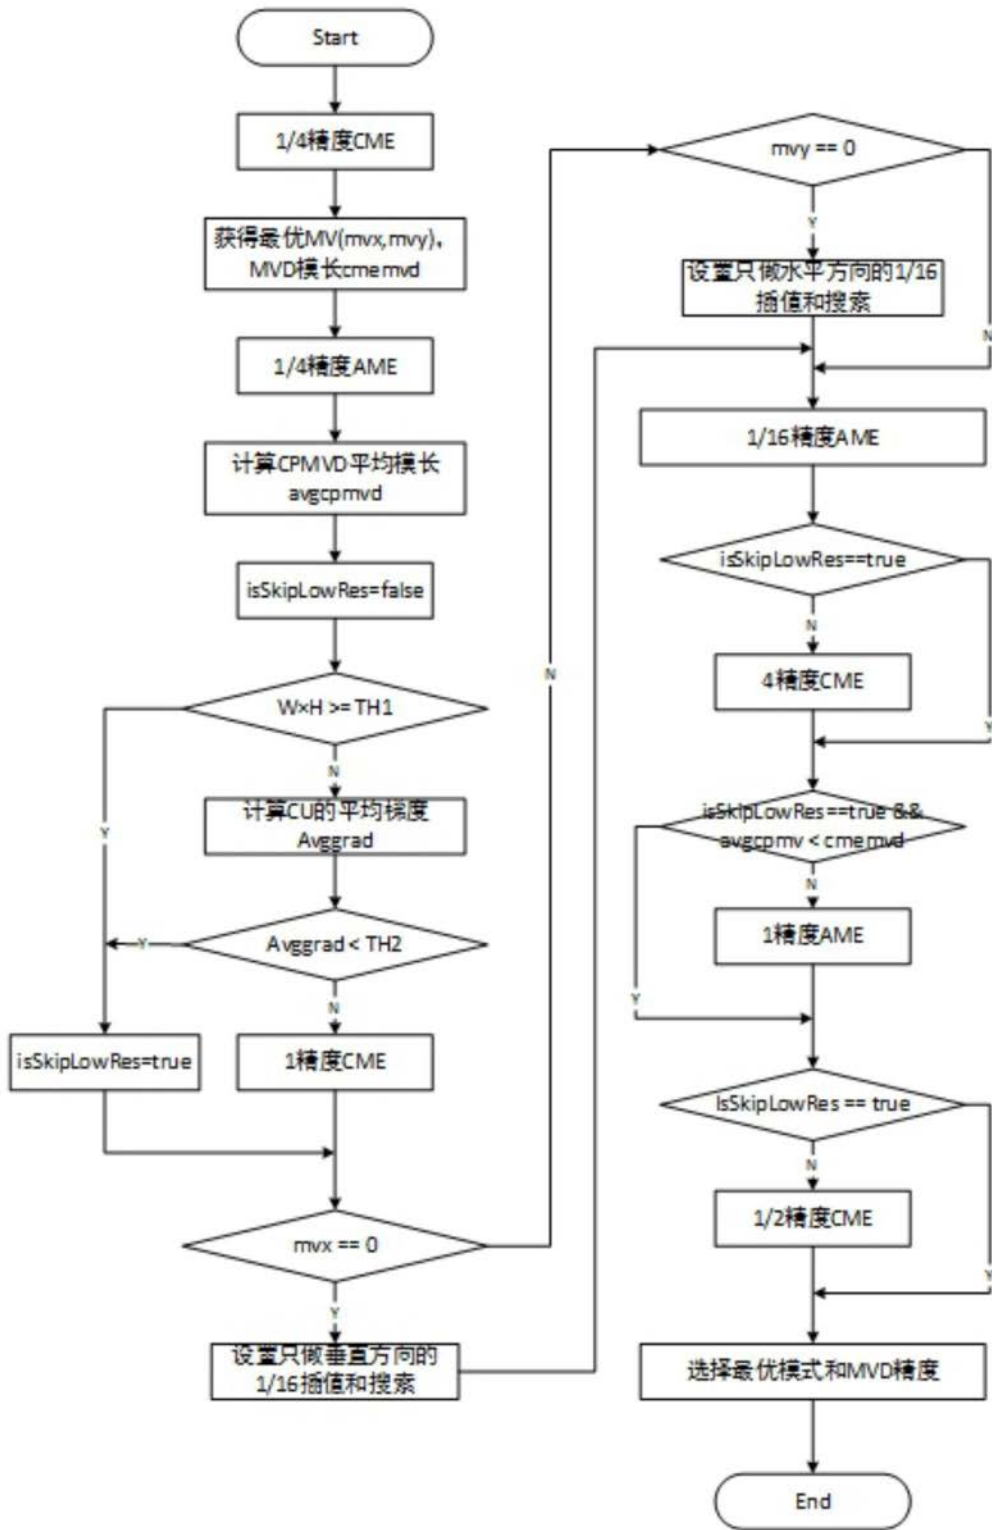 Start
1/4精度CME
获得最优MV(mvx,mvy),
MVD模长cmemvd
1/4精度AME
计算CPMVD平均模长
avgcpmvd
isSkipLowRes=false
W×H >= TH1
N
Y
计算CU的平均梯度
Avggrad
Avggrad < TH2
Y
N
isSkipLowRes=true
1精度CME
mvx == 0
N
Y
设置只做垂直方向的
1/16插值和搜索
mvy == 0
Y
N
设置只做水平方向的1/16
插值和搜索
1/16精度AME
isSkipLowRes==true
N
Y
4精度CME
isSkipLowRes==true &&
avgcpmv < cmemvd
N
Y
1精度AME
IsSkipLowRes == true
N
Y
1/2精度CME
选择最优模式和MVD精度
End